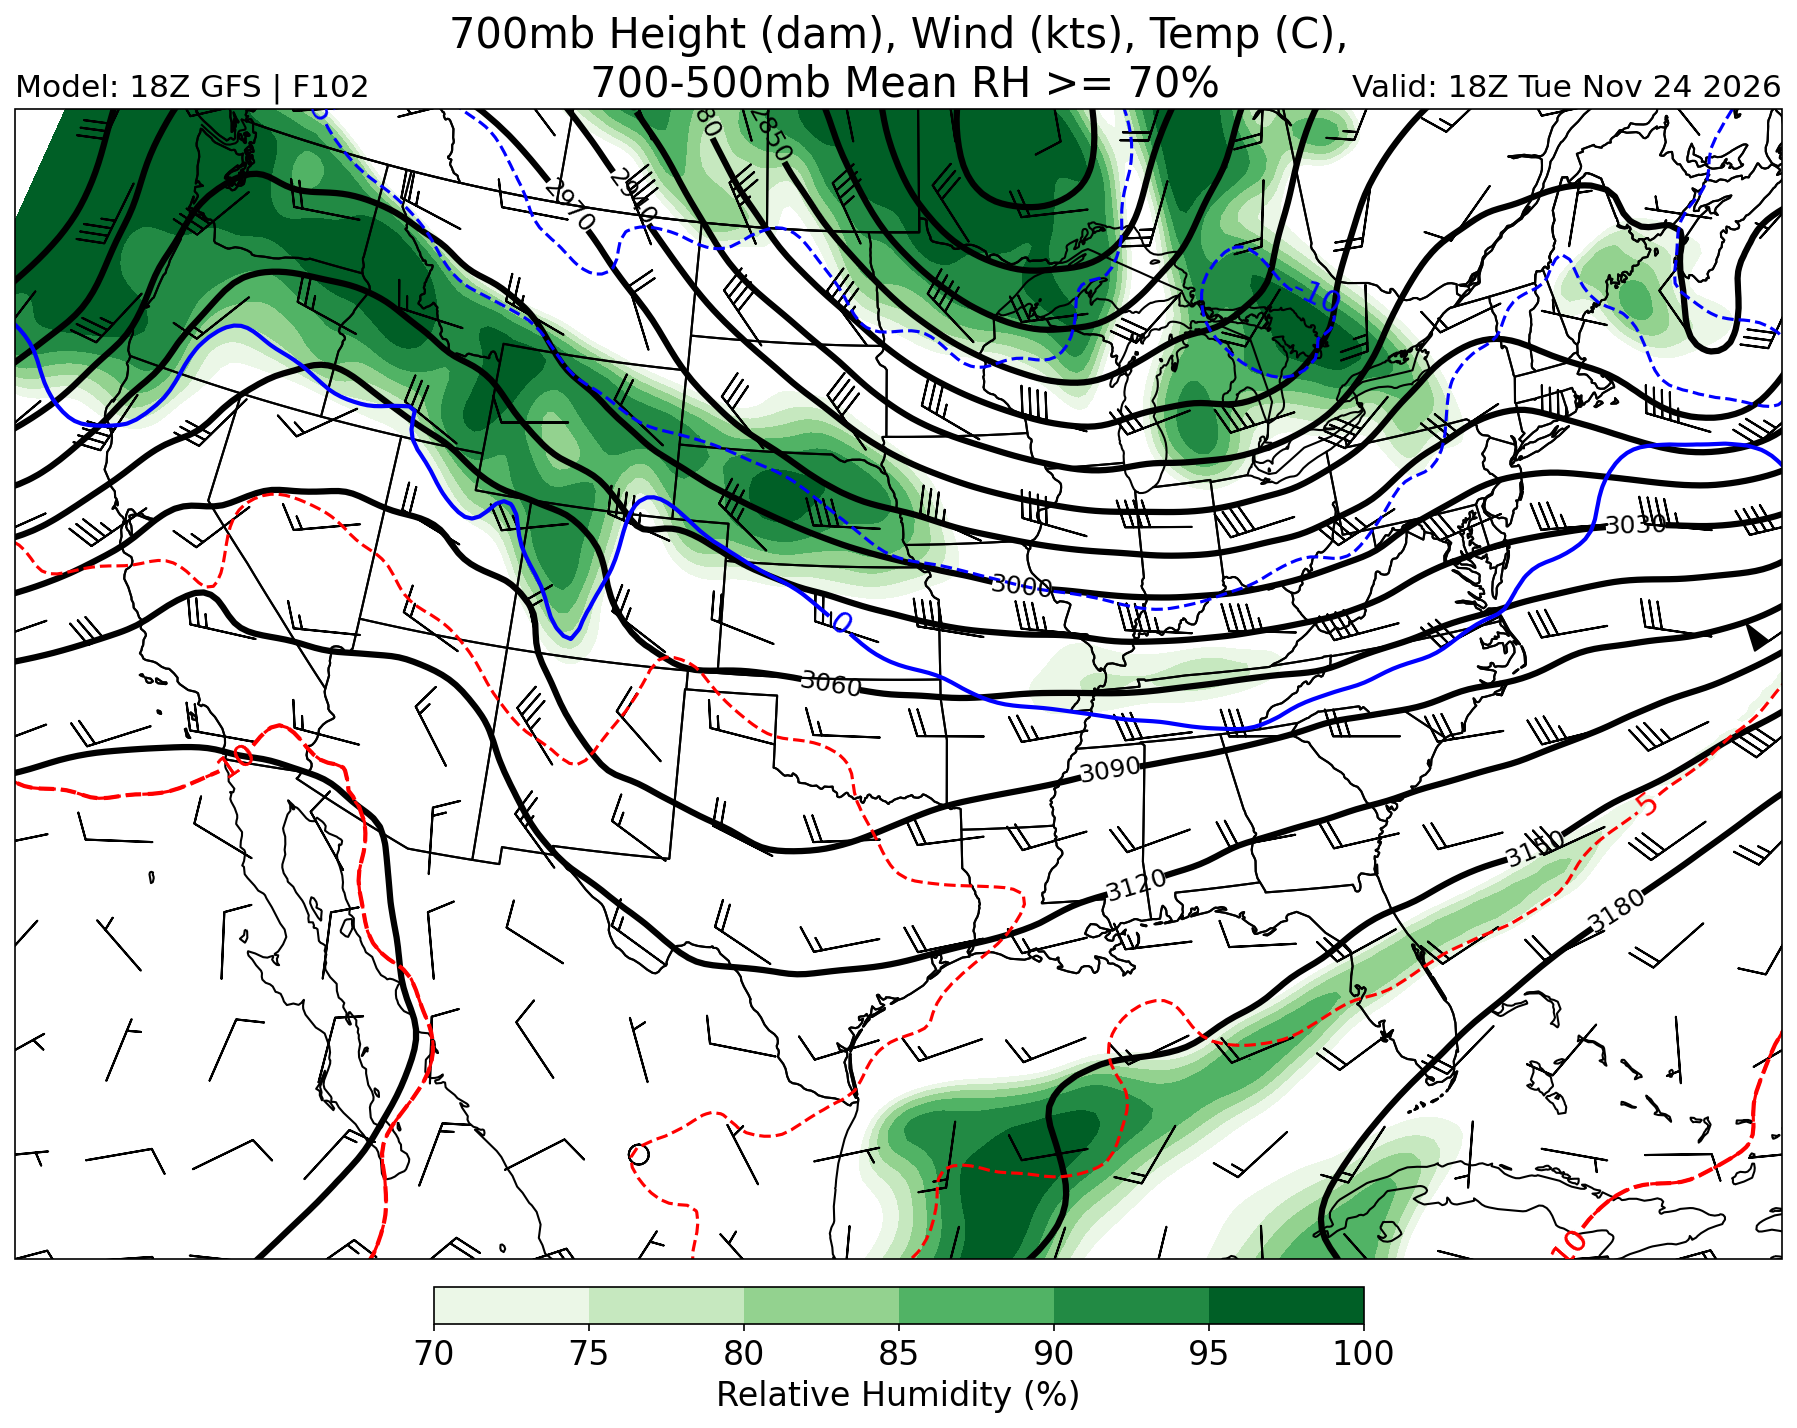 700mb Height (dam), Wind (kts), Temp (C),
700-500mb Mean RH >= 70%
Model: 18Z GFS | F102
Valid: 18Z Tue Nov 24 2026
2850
2970
2940
-10
3030
3000
0
3060
10
3090
5
3150
3120
3180
10
70 75 80 85 90 95 100
Relative Humidity (%)